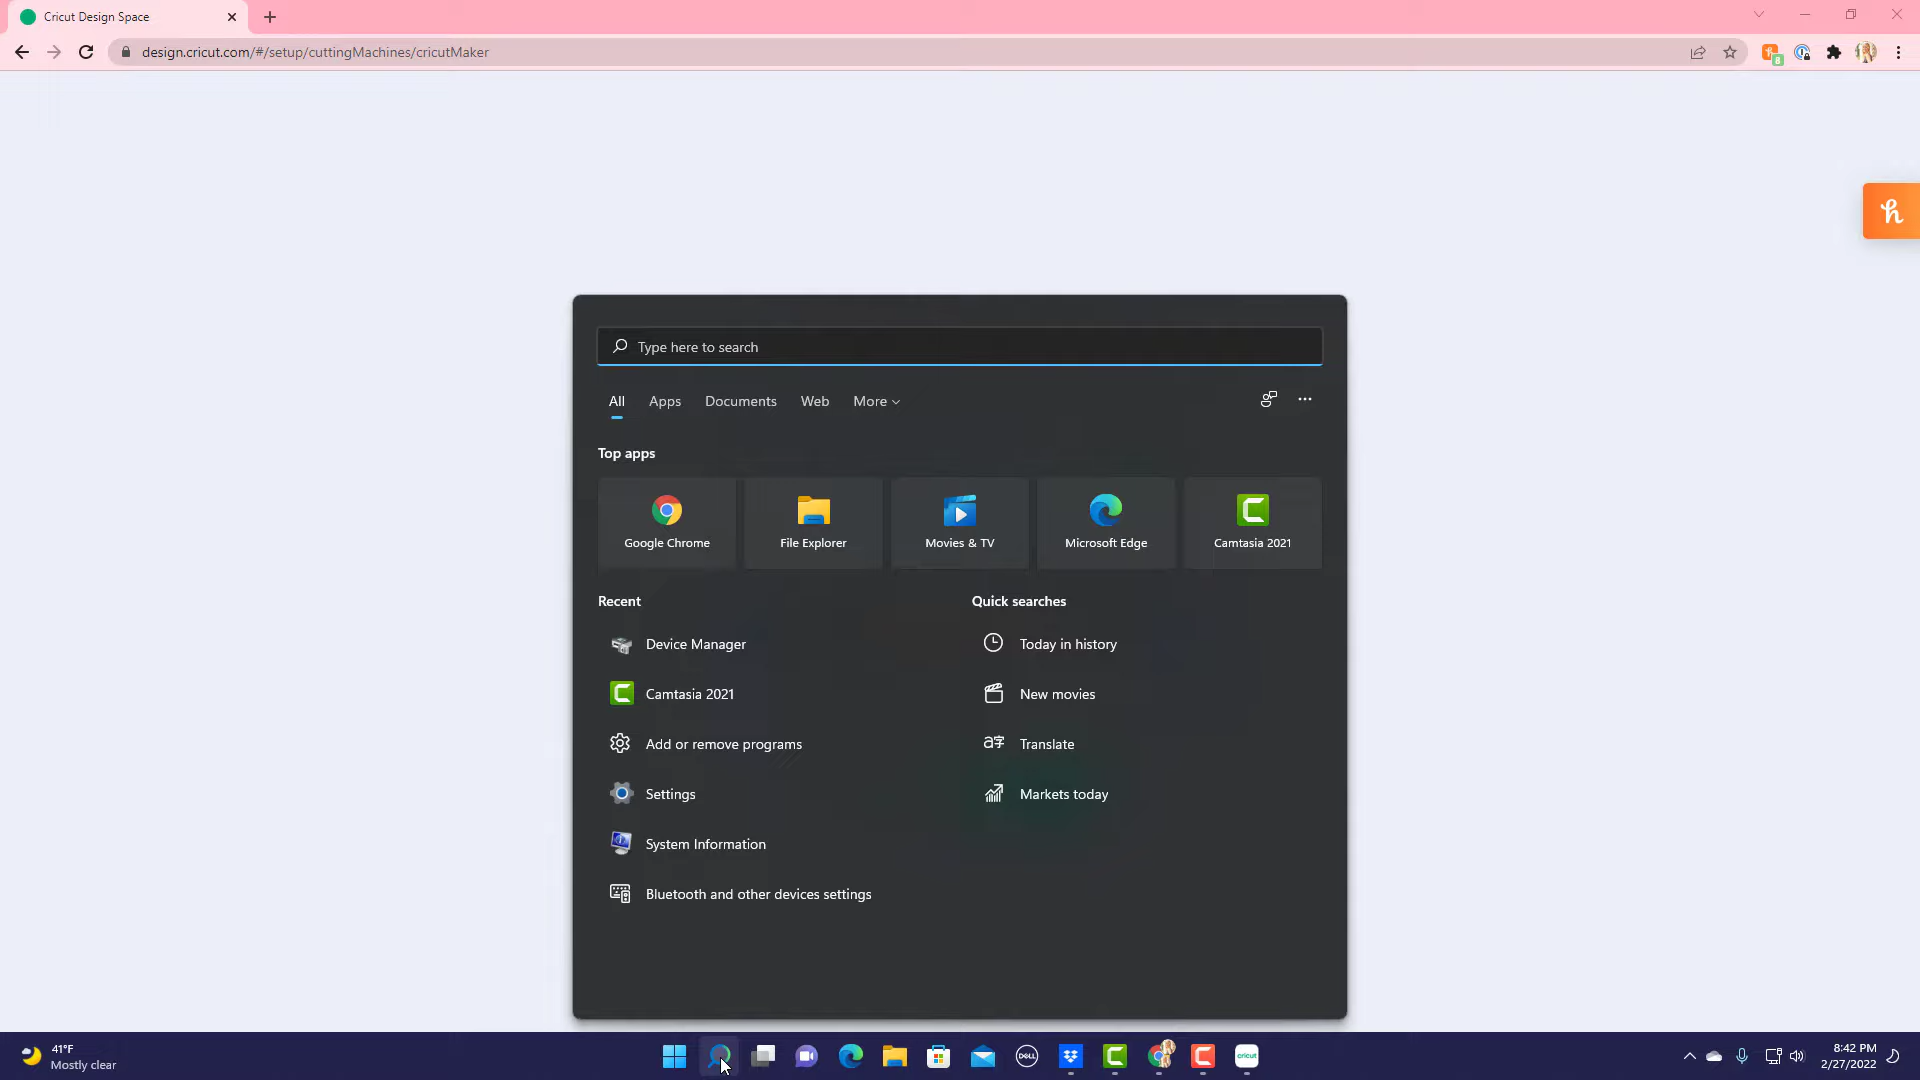 Cricut Design Space
design.cricut.com/#/setup/cuttingMachines/cricutMaker
8
Type here to search
All Apps Documents Web More
Top apps
Google Chrome File Explorer Movies & TV Microsoft Edge Camtasia 2021
Recent Quick searches
Device Manager Today in history
Camtasia 2021 New movies
Add or remove programs Translate
Settings Markets today
System Information
Bluetooth and other devices settings
41°F
Mostly clear
DELL
cricut
8:42 PM
2/27/2022